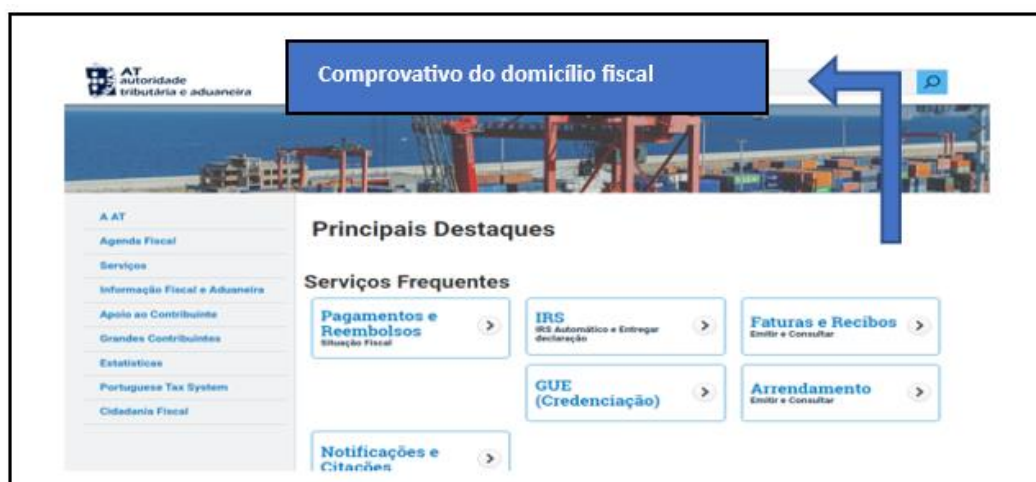 AT
autoridade
tributária e aduaneira
Comprovativo do domicílio fiscal
A AT
Agenda Fiscal
Serviços
Informação Fiscal e Aduaneira
Apoio ao Contribuinte
Grandes Contribuintes
Estatísticas
Portuguese Tax System
Cidadania Fiscal
Principais Destaques
Serviços Frequentes
Pagamentos e
Reembolsos
Situação Fiscal
IRS
IRS Automático e Entregar
declaração
Faturas e Recibos
Emitir e Consultar
GUE
(Credenciação)
Arrendamento
Emitir e Consultar
Notificações e
Citações